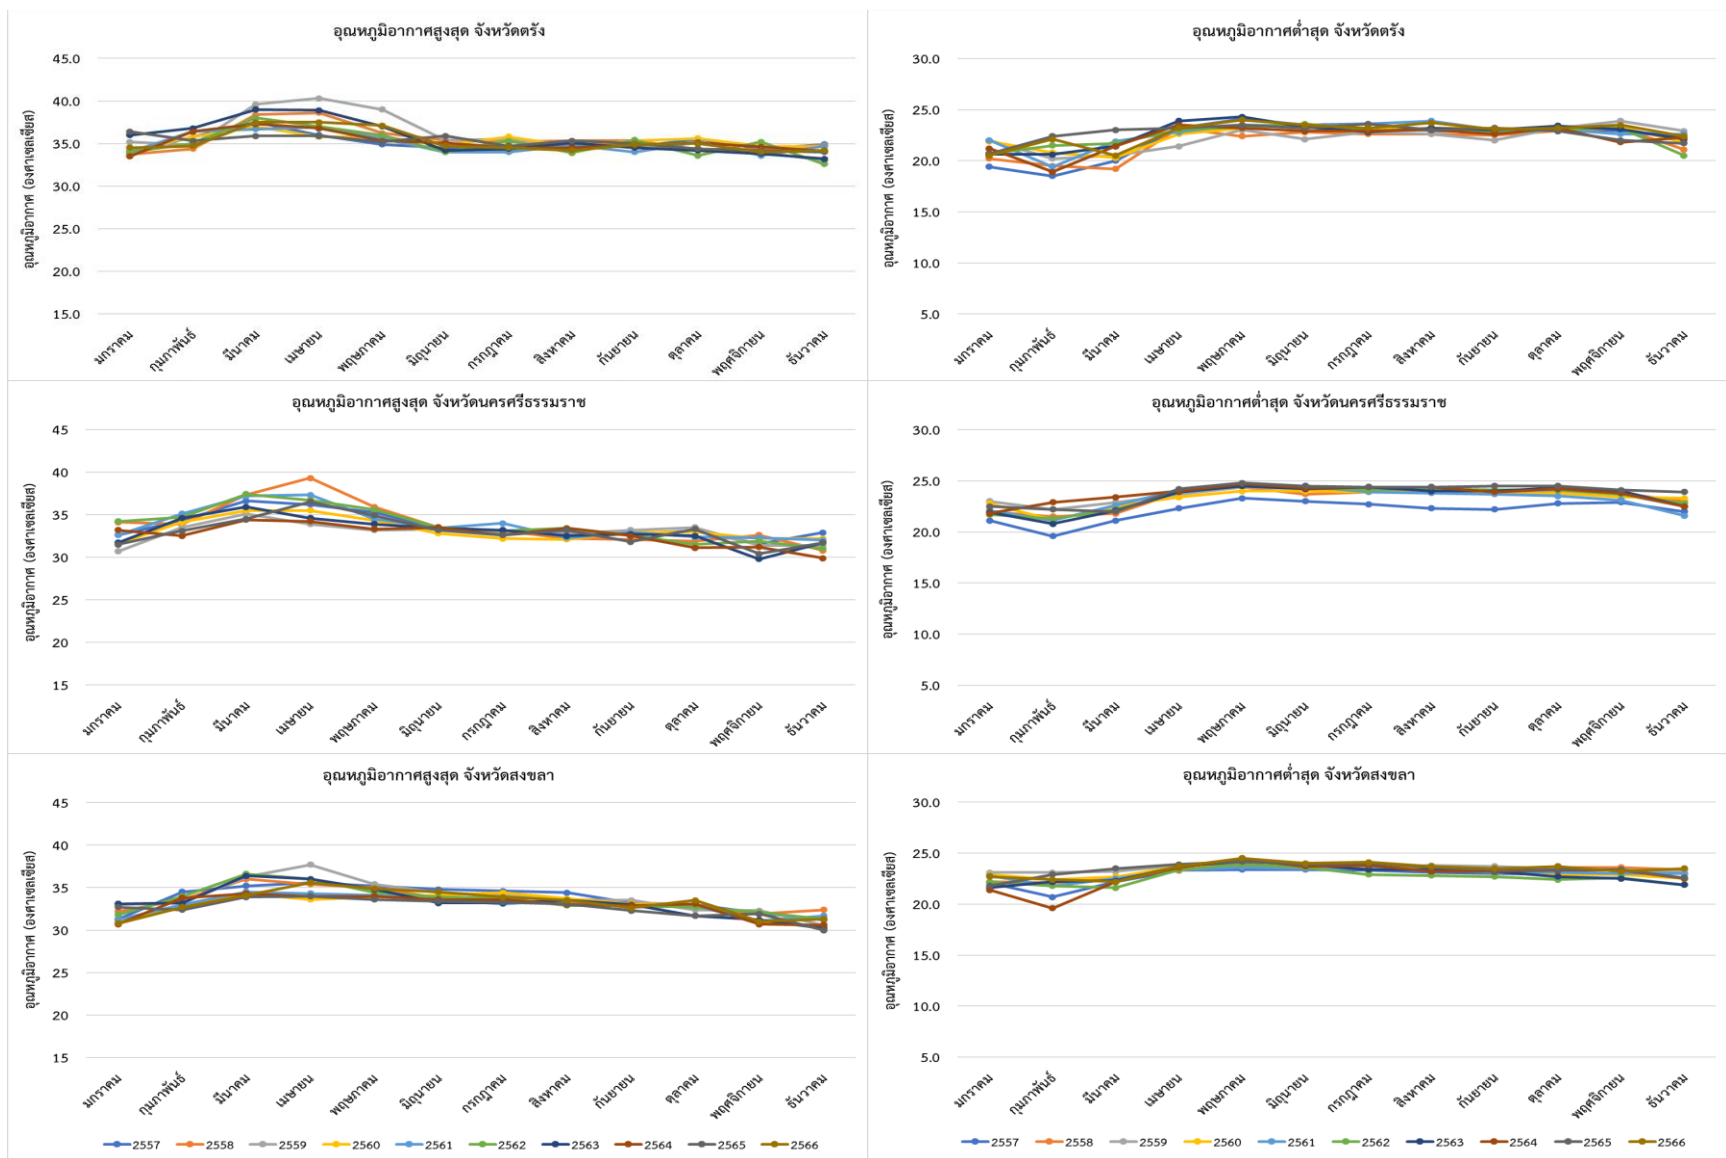 อุณหภูมิอากาศสูงสุด จังหวัดตรัง
อุณหภูมิอากาศ (องศาเซลเซียส)
45.0
40.0
35.0
30.0
25.0
20.0
15.0
มกราคม กุมภาพันธ์ มีนาคม เมษายน พฤษภาคม มิถุนายน กรกฎาคม สิงหาคม กันยายน ตุลาคม พฤศจิกายน ธันวาคม
อุณหภูมิอากาศต่ำสุด จังหวัดตรัง
อุณหภูมิอากาศ (องศาเซลเซียส)
30.0
25.0
20.0
15.0
10.0
5.0
มกราคม กุมภาพันธ์ มีนาคม เมษายน พฤษภาคม มิถุนายน กรกฎาคม สิงหาคม กันยายน ตุลาคม พฤศจิกายน ธันวาคม
อุณหภูมิอากาศสูงสุด จังหวัดนครศรีธรรมราช
อุณหภูมิอากาศ (องศาเซลเซียส)
45
40
35
30
25
20
15
มกราคม กุมภาพันธ์ มีนาคม เมษายน พฤษภาคม มิถุนายน กรกฎาคม สิงหาคม กันยายน ตุลาคม พฤศจิกายน ธันวาคม
อุณหภูมิอากาศต่ำสุด จังหวัดนครศรีธรรมราช
อุณหภูมิอากาศ (องศาเซลเซียส)
30.0
25.0
20.0
15.0
10.0
5.0
มกราคม กุมภาพันธ์ มีนาคม เมษายน พฤษภาคม มิถุนายน กรกฎาคม สิงหาคม กันยายน ตุลาคม พฤศจิกายน ธันวาคม
อุณหภูมิอากาศสูงสุด จังหวัดสงขลา
อุณหภูมิอากาศ (องศาเซลเซียส)
45
40
35
30
25
20
15
มกราคม กุมภาพันธ์ มีนาคม เมษายน พฤษภาคม มิถุนายน กรกฎาคม สิงหาคม กันยายน ตุลาคม พฤศจิกายน ธันวาคม
2557 2558 2559 2560 2561 2562 2563 2564 2565 2566
อุณหภูมิอากาศต่ำสุด จังหวัดสงขลา
อุณหภูมิอากาศ (องศาเซลเซียส)
30.0
25.0
20.0
15.0
10.0
5.0
มกราคม กุมภาพันธ์ มีนาคม เมษายน พฤษภาคม มิถุนายน กรกฎาคม สิงหาคม กันยายน ตุลาคม พฤศจิกายน ธันวาคม
2557 2558 2559 2560 2561 2562 2563 2564 2565 2566